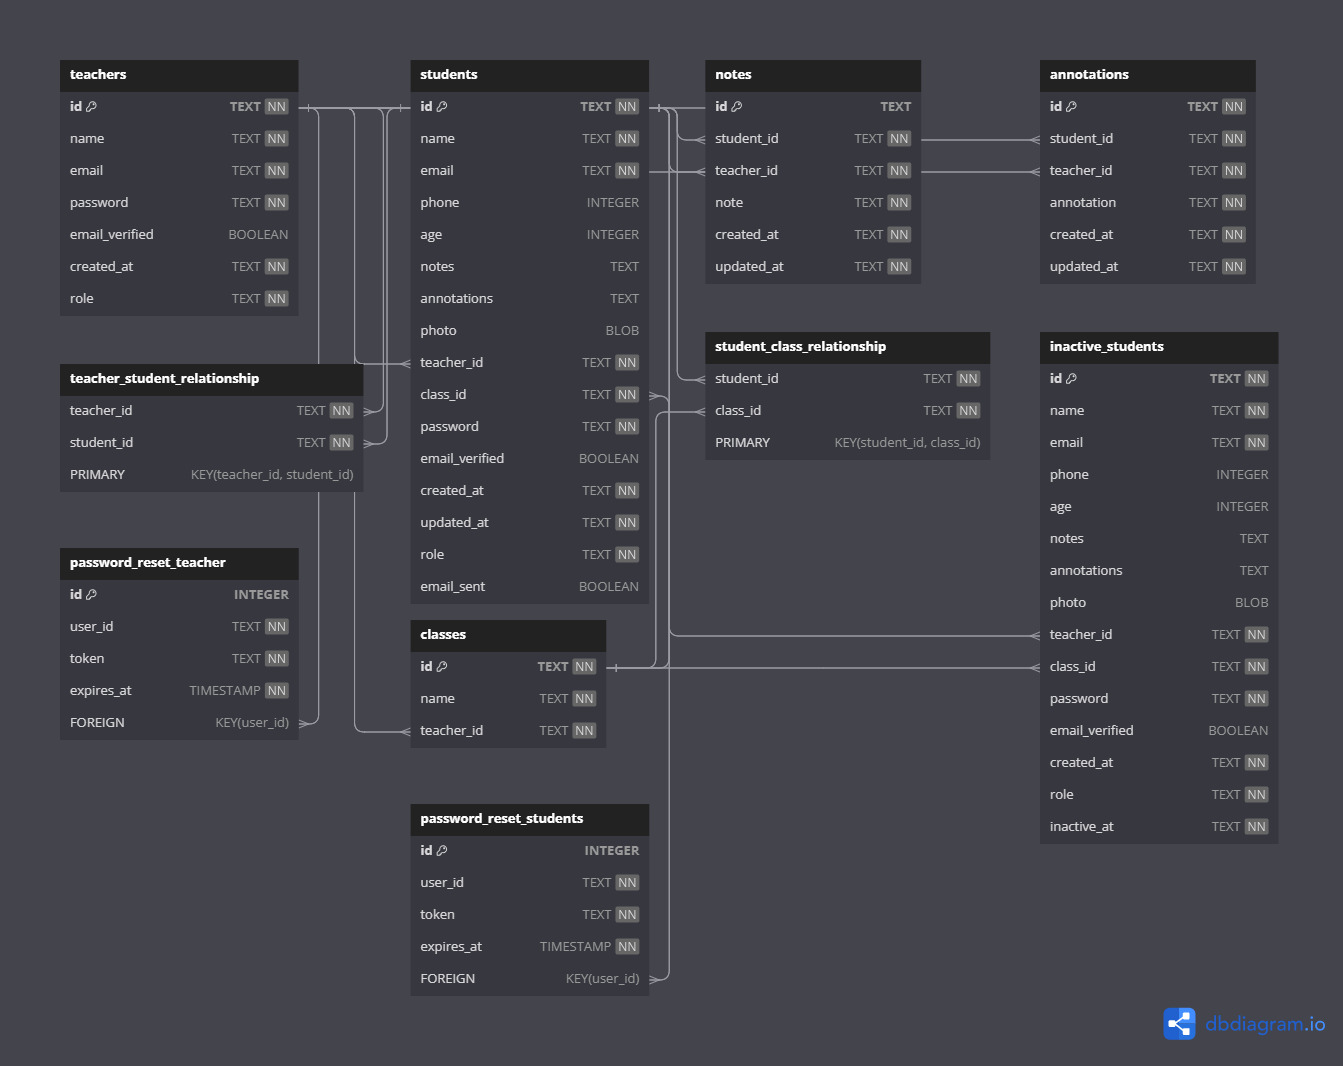 teachers
id TEXT NN
name TEXT NN
email TEXT NN
password TEXT NN
email_verified BOOLEAN
created_at TEXT NN
role TEXT NN
students
id TEXT NN
name TEXT NN
email TEXT NN
phone INTEGER
age INTEGER
notes TEXT
annotations TEXT
photo BLOB
teacher_id TEXT NN
class_id TEXT NN
password TEXT NN
email_verified BOOLEAN
created_at TEXT NN
updated_at TEXT NN
role TEXT NN
email_sent BOOLEAN
notes
id TEXT
student_id TEXT NN
teacher_id TEXT NN
note TEXT NN
created_at TEXT NN
updated_at TEXT NN
annotations
id TEXT NN
student_id TEXT NN
teacher_id TEXT NN
annotation TEXT NN
created_at TEXT NN
updated_at TEXT NN
teacher_student_relationship
teacher_id TEXT NN
student_id TEXT NN
PRIMARY KEY(teacher_id, student_id)
student_class_relationship
student_id TEXT NN
class_id TEXT NN
PRIMARY KEY(student_id, class_id)
inactive_students
id TEXT NN
name TEXT NN
email TEXT NN
phone INTEGER
age INTEGER
notes TEXT
annotations TEXT
photo BLOB
teacher_id TEXT NN
class_id TEXT NN
password TEXT NN
email_verified BOOLEAN
created_at TEXT NN
role TEXT NN
inactive_at TEXT NN
password_reset_teacher
id INTEGER
user_id TEXT NN
token TEXT NN
expires_at TIMESTAMP NN
FOREIGN KEY(user_id)
classes
id TEXT NN
name TEXT NN
teacher_id TEXT NN
password_reset_students
id INTEGER
user_id TEXT NN
token TEXT NN
expires_at TIMESTAMP NN
FOREIGN KEY(user_id)
dbdiagram.io